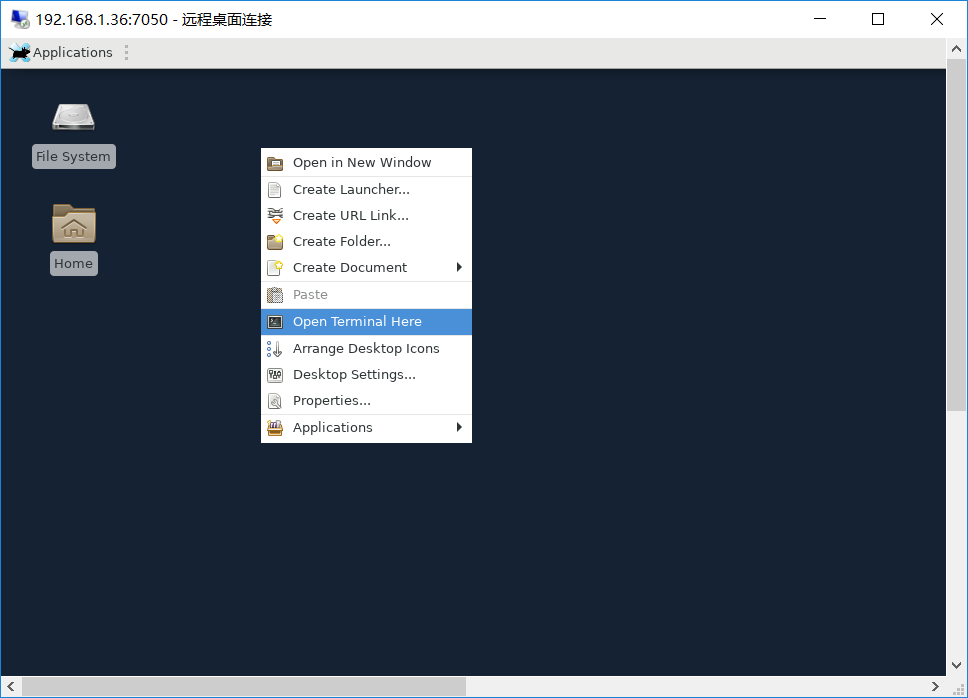 192.168.1.36:7050 - 远程桌面连接
Applications
File System
Home
Open in New Window
Create Launcher...
Create URL Link...
Create Folder...
Create Document
Paste
Open Terminal Here
Arrange Desktop Icons
Desktop Settings...
Properties...
Applications